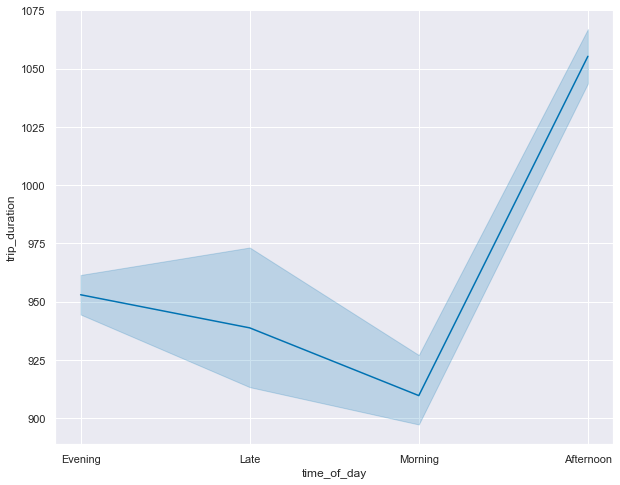 1075
1050
1025
1000
975
950
925
900
trip_duration
Evening
Late
Morning
Afternoon
time_of_day